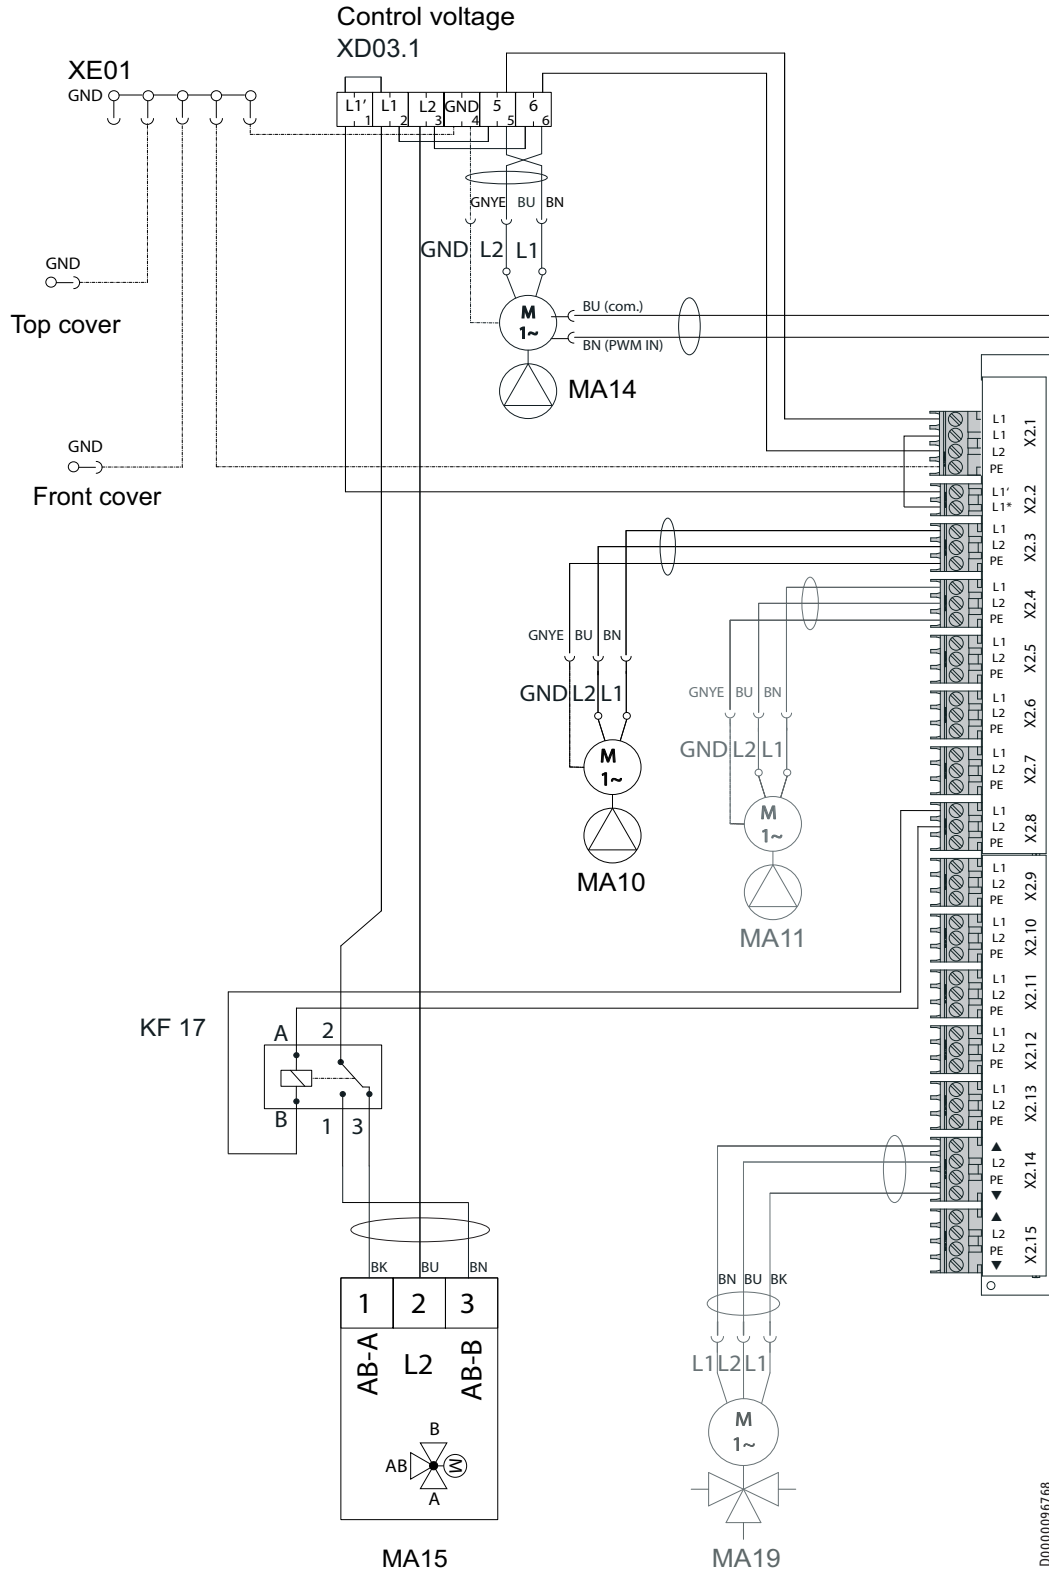 Control voltage
XD03.1
XE01
GND
L1' L1 L2 GND 5 6
1 2 3 4 5 6
GNYE BU BN
GND L2 L1
GND
Top cover
M
1~
BU (com.)
BN (PWM IN)
MA14
GND
Front cover
L1
L1
L2
PE
X2.1
L1'
L1*
X2.2
L1
L2
PE
X2.3
L1
L2
PE
X2.4
L1
L2
PE
X2.5
L1
L2
PE
X2.6
L1
L2
PE
X2.7
L1
L2
PE
X2.8
L1
L2
PE
X2.9
L1
L2
PE
X2.10
L1
L2
PE
X2.11
L1
L2
PE
X2.12
L1
L2
PE
X2.13
▲
L2
PE
▼
X2.14
▲
L2
PE
▼
X2.15
GNYE BU BN
GND L2 L1
M
1~
MA10
GNYE BU BN
GND L2 L1
M
1~
MA11
KF 17
A 2
B 1 3
BK BU BN
1 2 3
AB-A L2 AB-B
B
AB M
A
MA15
BN BU BK
L1 L2 L1
M
1~
MA19
D0000096768